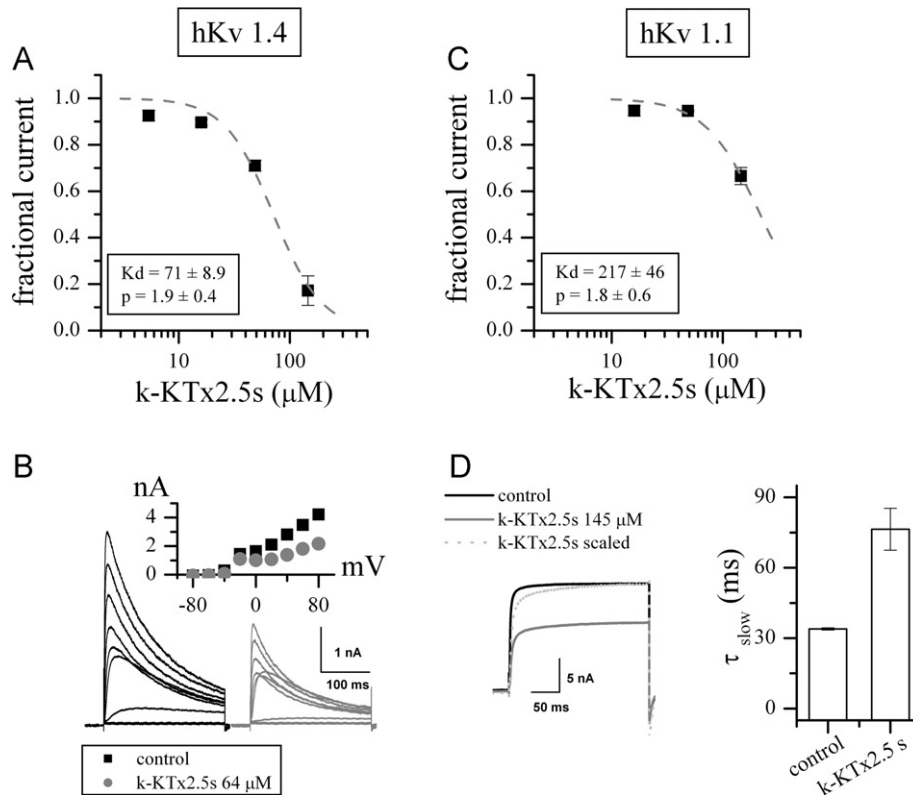 hKv 1.4
A
fractional current
1.0
0.8
0.6
0.4
0.2
0.0
Kd = 71 ± 8.9
p = 1.9 ± 0.4
10
100
k-KTx2.5s (μM)
hKv 1.1
C
fractional current
1.0
0.8
0.6
0.4
0.2
0.0
Kd = 217 ± 46
p = 1.8 ± 0.6
10
100
k-KTx2.5s (μM)
B
nA
4
2
0
mV
-80
0
80
1 nA
100 ms
control
k-KTx2.5s 64 μM
D
control
k-KTx2.5s 145 μM
k-KTx2.5s scaled
5 nA
50 ms
τ slow (ms)
90
60
30
0
control
k-KTx2.5 s